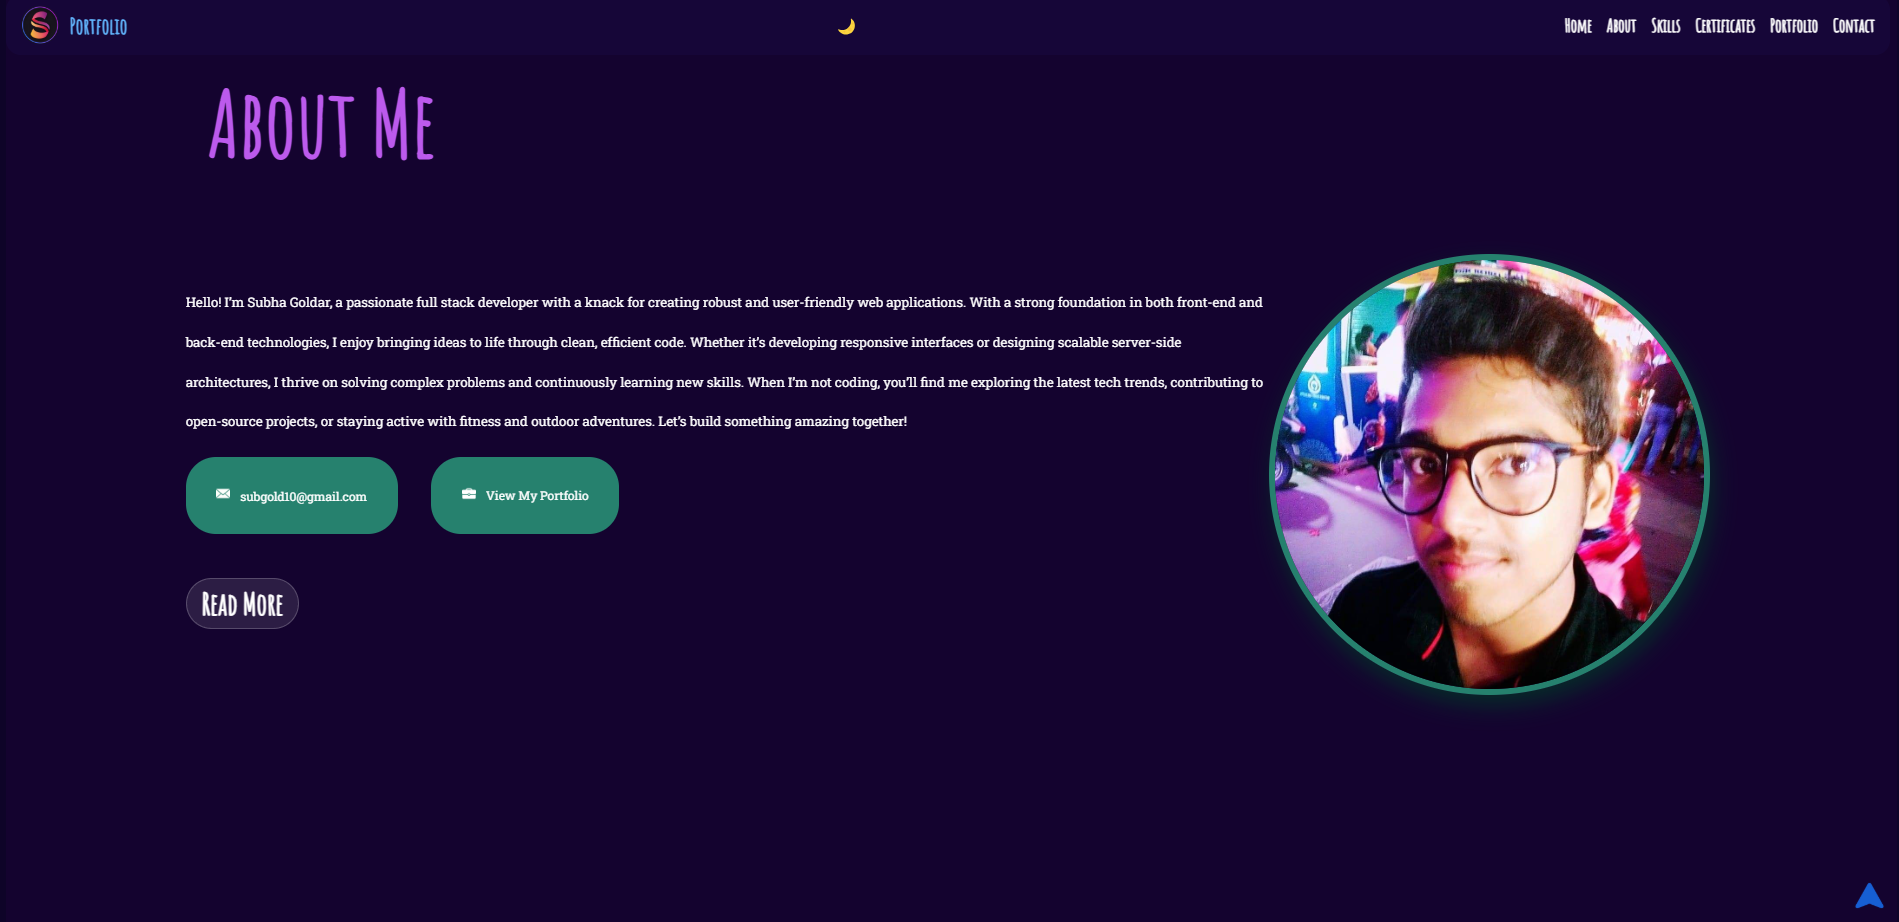 Portfolio
Home About Skills Certificates Portfolio Contact
About Me
Hello! I'm Subha Goldar, a passionate full stack developer with a knack for creating robust and user-friendly web applications. With a strong foundation in both front-end and
back-end technologies, I enjoy bringing ideas to life through clean, efficient code. Whether it's developing responsive interfaces or designing scalable server-side
architectures, I thrive on solving complex problems and continuously learning new skills. When I'm not coding, you'll find me exploring the latest tech trends, contributing to
open-source projects, or staying active with fitness and outdoor adventures. Let's build something amazing together!
subgold10@gmail.com
View My Portfolio
Read More